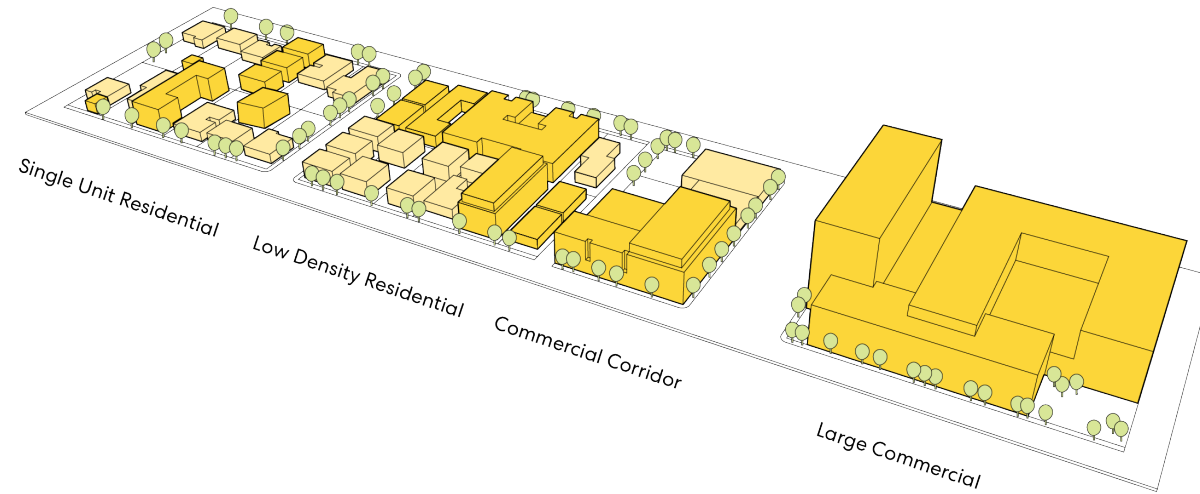 Single Unit Residential
Low Density Residential
Commercial Corridor
Large Commercial